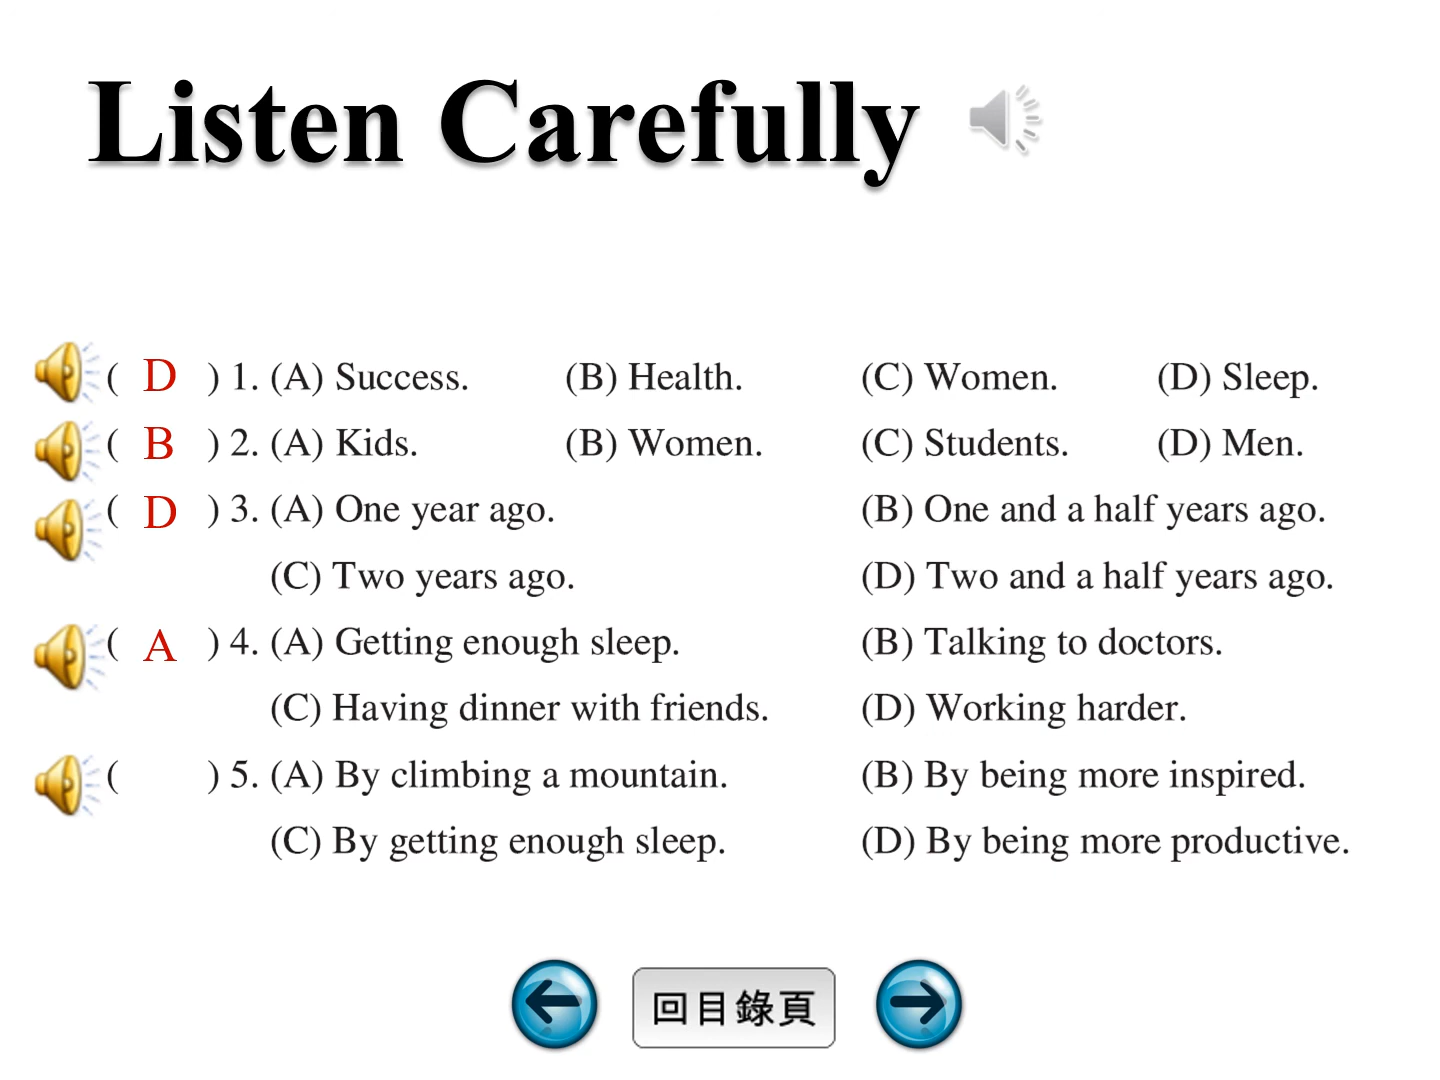 Listen Carefully
( D ) 1. (A) Success. (B) Health. (C) Women. (D) Sleep.
( B ) 2. (A) Kids. (B) Women. (C) Students. (D) Men.
( D ) 3. (A) One year ago. (B) One and a half years ago.
(C) Two years ago. (D) Two and a half years ago.
( A ) 4. (A) Getting enough sleep. (B) Talking to doctors.
(C) Having dinner with friends. (D) Working harder.
( ) 5. (A) By climbing a mountain. (B) By being more inspired.
(C) By getting enough sleep. (D) By being more productive.
回目錄頁